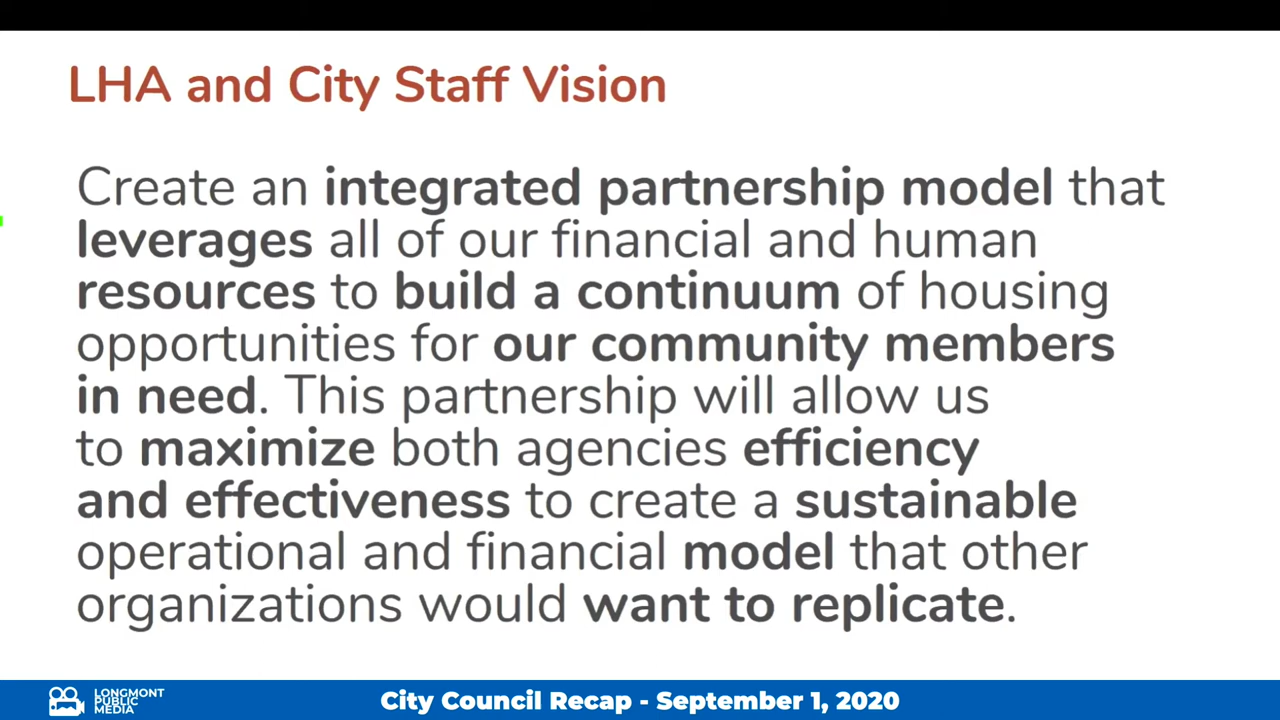 LHA and City Staff Vision
Create an integrated partnership model that
leverages all of our financial and human
resources to build a continuum of housing
opportunities for our community members
in need. This partnership will allow us
to maximize both agencies efficiency
and effectiveness to create a sustainable
operational and financial model that other
organizations would want to replicate.
LONGMONT
PUBLIC
MEDIA
City Council Recap - September 1, 2020